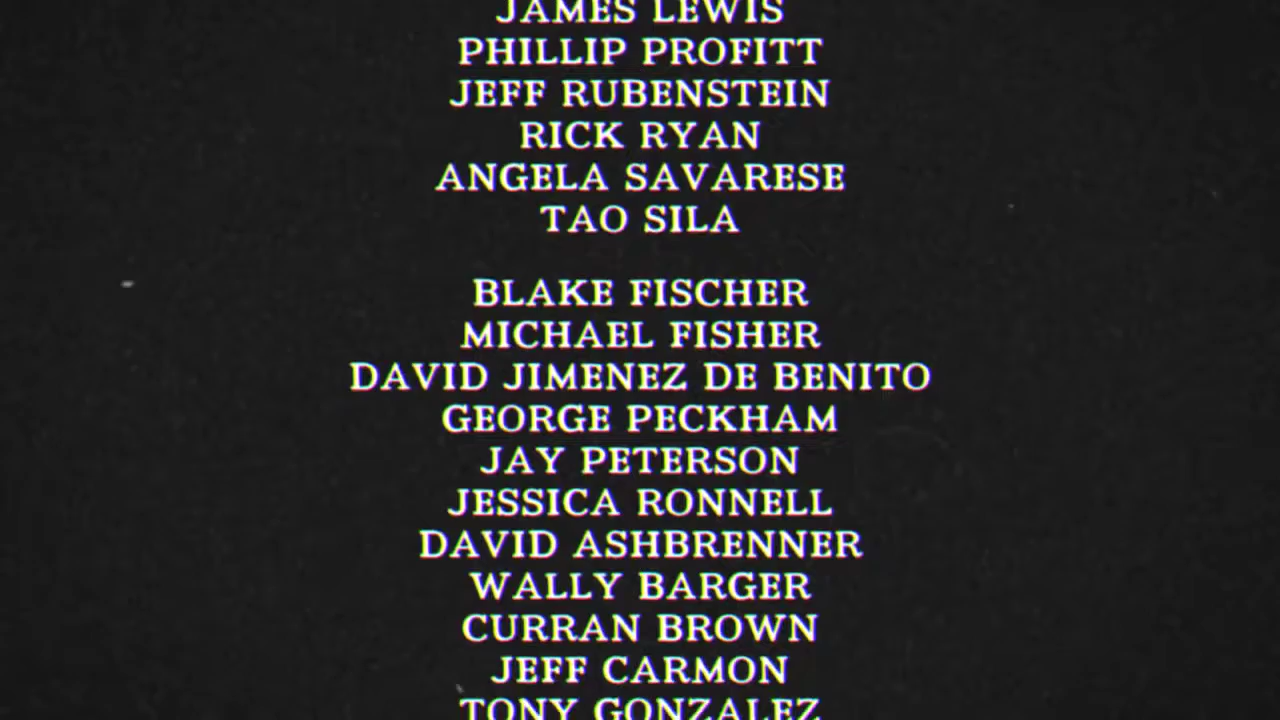 JAMES LEWIS
PHILLIP PROFITT
JEFF RUBENSTEIN
RICK RYAN
ANGELA SAVARESE
TAO SILA
BLAKE FISCHER
MICHAEL FISHER
DAVID JIMENEZ DE BENITO
GEORGE PECKHAM
JAY PETERSON
JESSICA RONNELL
DAVID ASHBRENNER
WALLY BARGER
CURRAN BROWN
JEFF CARMON
TONY GONZALEZ